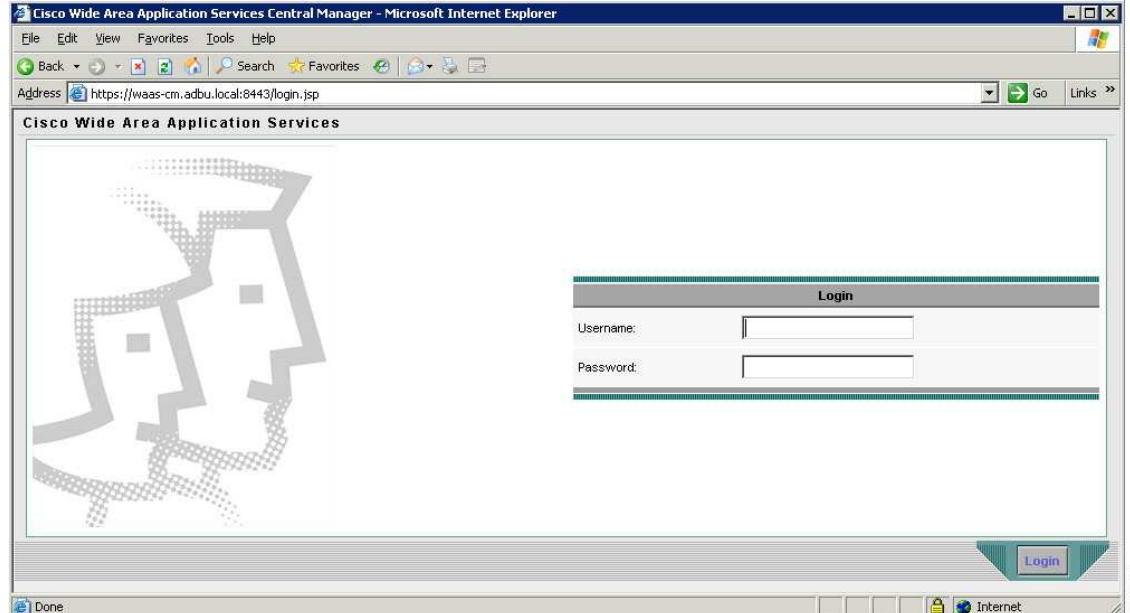 Cisco Wide Area Application Services Central Manager - Microsoft Internet Explorer
File Edit View Favorites Tools Help
Back Search Favorites
Address https://waas-cm.adbu.local:8443/login.jsp Go Links »
Cisco Wide Area Application Services
Login
Username:
Password:
Login
Done Internet